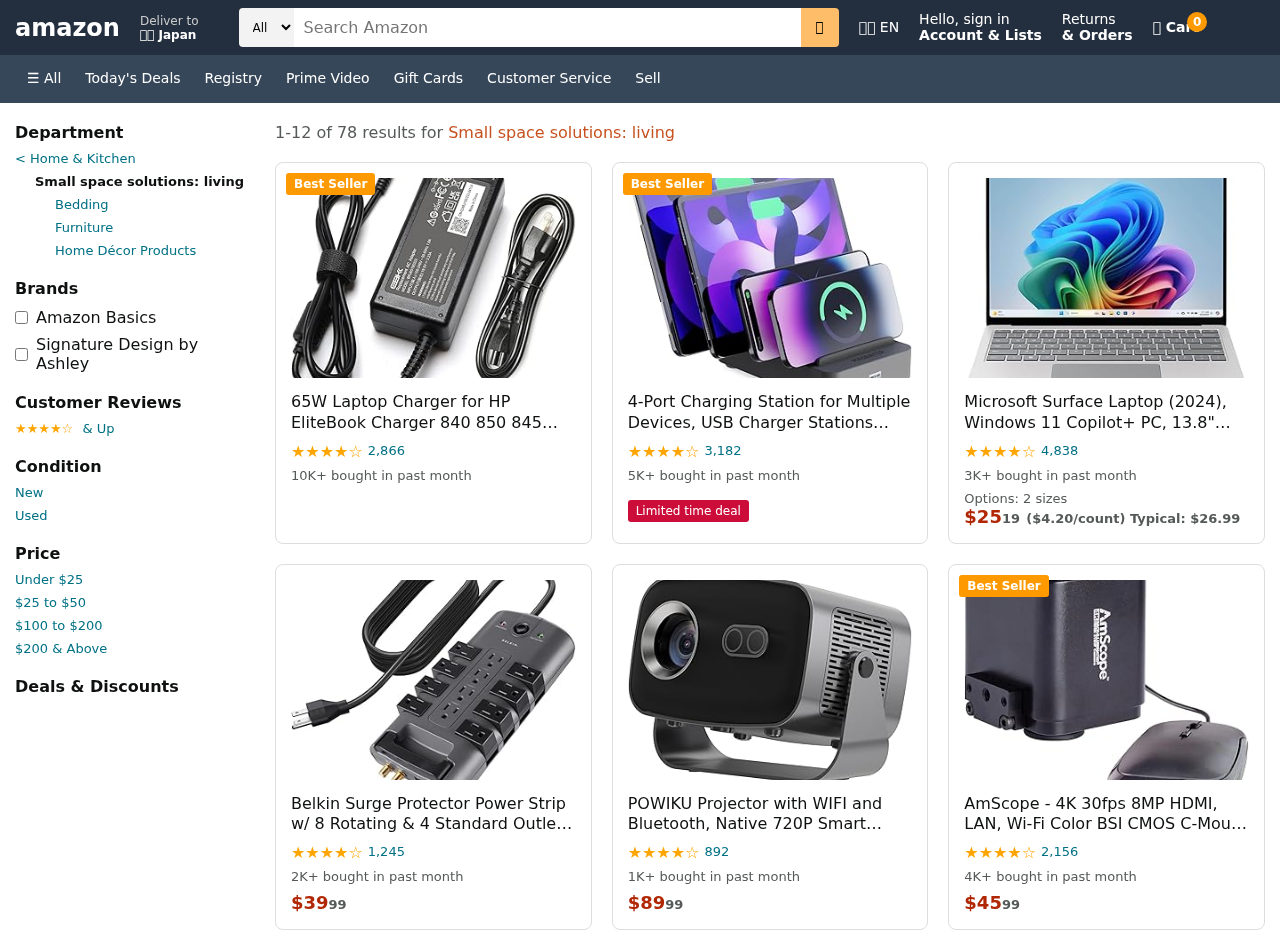 amazon
Deliver to
Japan
All
Search Amazon
EN
Hello, sign in
Account & Lists
Returns
& Orders
0
☰ All
Today's Deals
Registry
Prime Video
Gift Cards
Customer Service
Sell
Department
< Home & Kitchen
Small space solutions: living
Bedding
Furniture
Home Décor Products
Brands
Amazon Basics
Signature Design by
Ashley
Customer Reviews
★★★★☆ & Up
Condition
New
Used
Price
Under $25
$25 to $50
$100 to $200
$200 & Above
Deals & Discounts
1-12 of 78 results for Small space solutions: living
Best Seller
65W Laptop Charger for HP
EliteBook Charger 840 850 845...
★★★★☆ 2,866
10K+ bought in past month
Best Seller
4-Port Charging Station for Multiple
Devices, USB Charger Stations...
★★★★☆ 3,182
5K+ bought in past month
Limited time deal
Microsoft Surface Laptop (2024),
Windows 11 Copilot+ PC, 13.8"...
★★★★☆ 4,838
3K+ bought in past month
Options: 2 sizes
$25 19 ($4.20/count) Typical: $26.99
BELKIN
Belkin Surge Protector Power Strip
w/ 8 Rotating & 4 Standard Outle...
★★★★☆ 1,245
2K+ bought in past month
$39 99
POWIKU Projector with WIFI and
Bluetooth, Native 720P Smart...
★★★★☆ 892
1K+ bought in past month
$89 99
Best Seller
AmScope
AmScope - 4K 30fps 8MP HDMI,
LAN, Wi-Fi Color BSI CMOS C-Mou...
★★★★☆ 2,156
4K+ bought in past month
$45 99